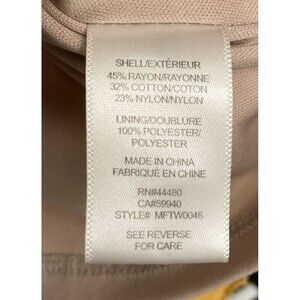 SHELL/EXTÉRIEUR
45% RAYON/RAYONNE
32% COTTON/COTON
23% NYLON/NYLON
LINING/DOUBLURE
100% POLYESTER/
POLYESTER
MADE IN CHINA
FABRIQUÉ EN CHINE
RN#44480
CA#59940
STYLE# MFTW0046
SEE REVERSE
FOR CARE